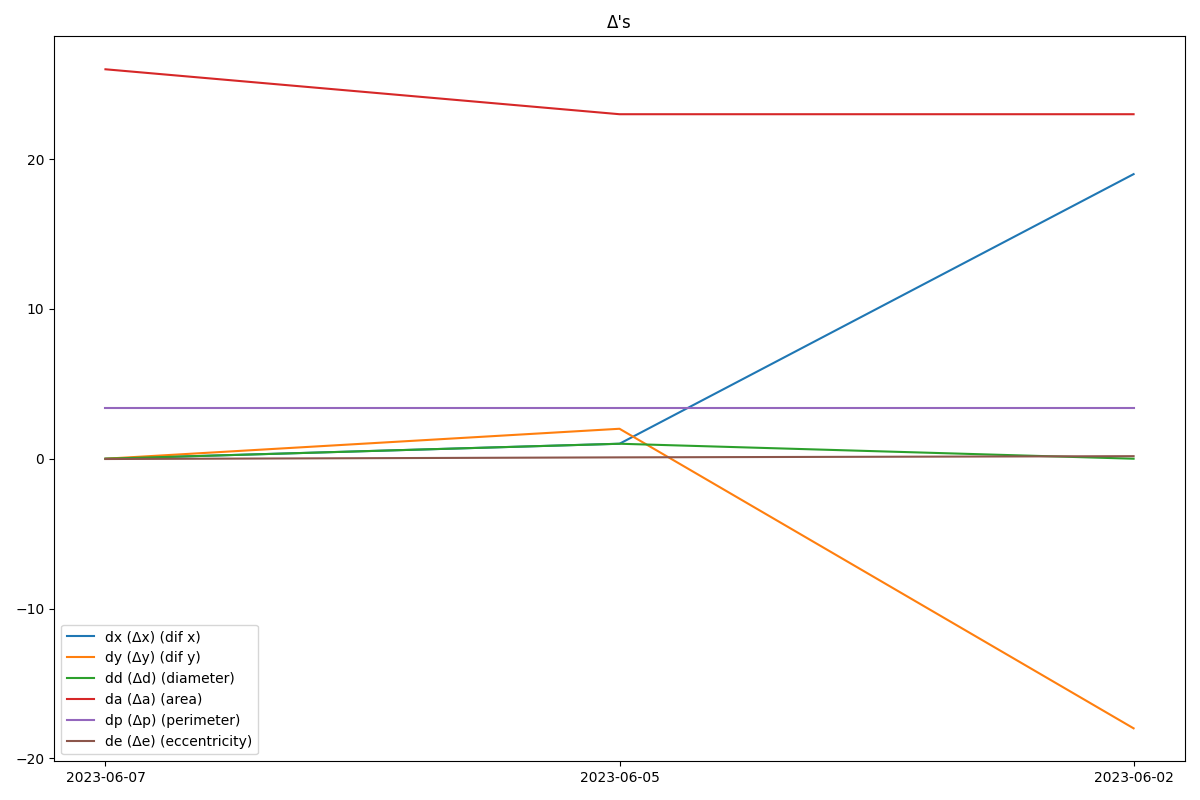 Δ's
20
10
0
−10
−20
dx (Δx) (dif x)
dy (Δy) (dif y)
dd (Δd) (diameter)
da (Δa) (area)
dp (Δp) (perimeter)
de (Δe) (eccentricity)
2023-06-07 2023-06-05 2023-06-02